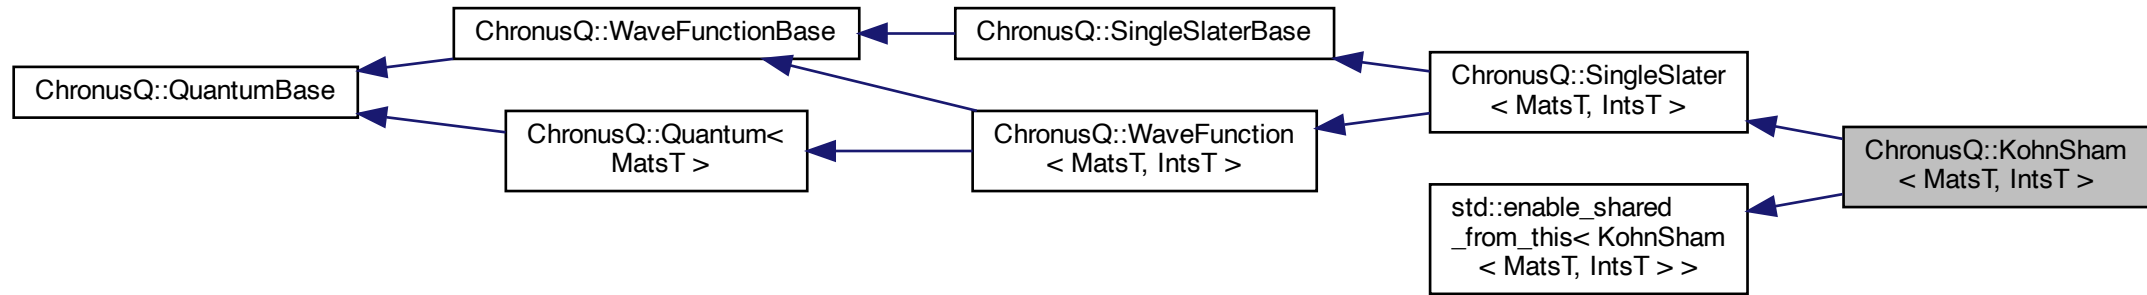 ChronusQ::QuantumBase
ChronusQ::WaveFunctionBase
ChronusQ::Quantum<
MatsT >
ChronusQ::SingleSlaterBase
ChronusQ::WaveFunction
< MatsT, IntsT >
ChronusQ::SingleSlater
< MatsT, IntsT >
std::enable_shared
_from_this< KohnSham
< MatsT, IntsT > >
ChronusQ::KohnSham
< MatsT, IntsT >